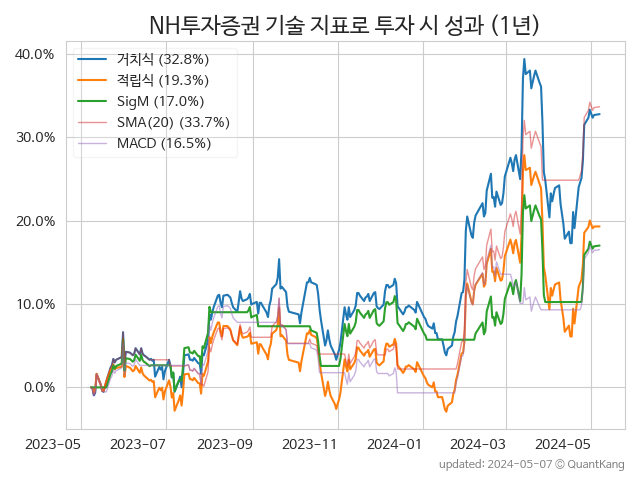 NH투자증권 기술 지표로 투자 시 성과 (1년)
40.0%
30.0%
20.0%
10.0%
0.0%
거치식 (32.8%)
적립식 (19.3%)
SigM (17.0%)
SMA(20) (33.7%)
MACD (16.5%)
2023-05 2023-07 2023-09 2023-11 2024-01 2024-03 2024-05
updated: 2024-05-07 © QuantKang